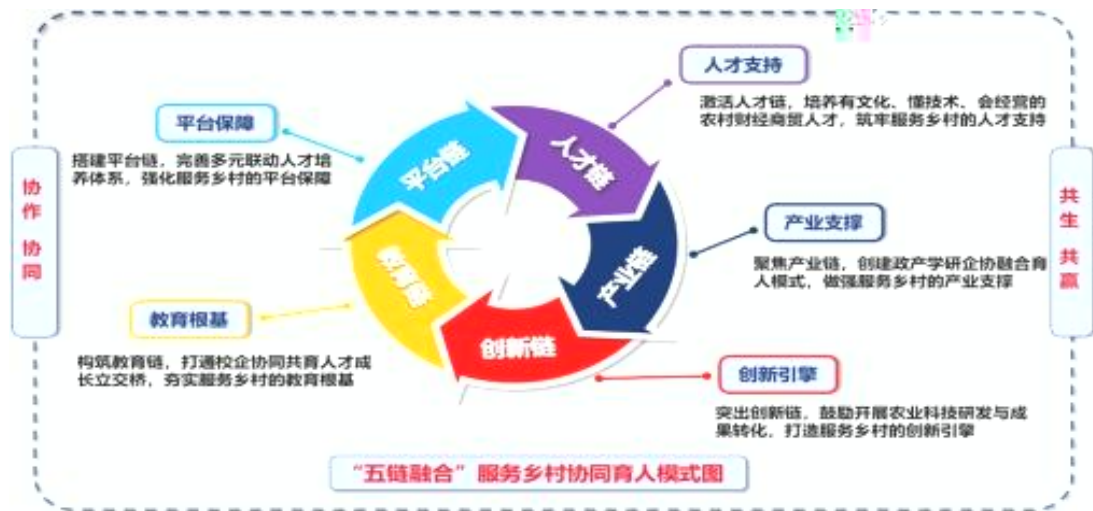 人才支持
激活人才链，培养有文化、懂技术、会经营的
农村财经商贸人才，筑牢服务乡村的人才支持
平台保障
搭建平台链，完善多元联动人才培
养体系，强化服务乡村的平台保障
平台链
人才链
协作 协同
共生 共赢
产业支撑
聚焦产业链，创建政产学研企协融合育
人模式，做强服务乡村的产业支撑
教育链
产业链
创新链
教育根基
构筑教育链，打通校企协同共育人才成
长立交桥，夯实服务乡村的教育根基
创新引擎
突出创新链，鼓励开展农业科技研发与成
果转化，打造服务乡村的创新引擎
“五链融合”服务乡村协同育人模式图